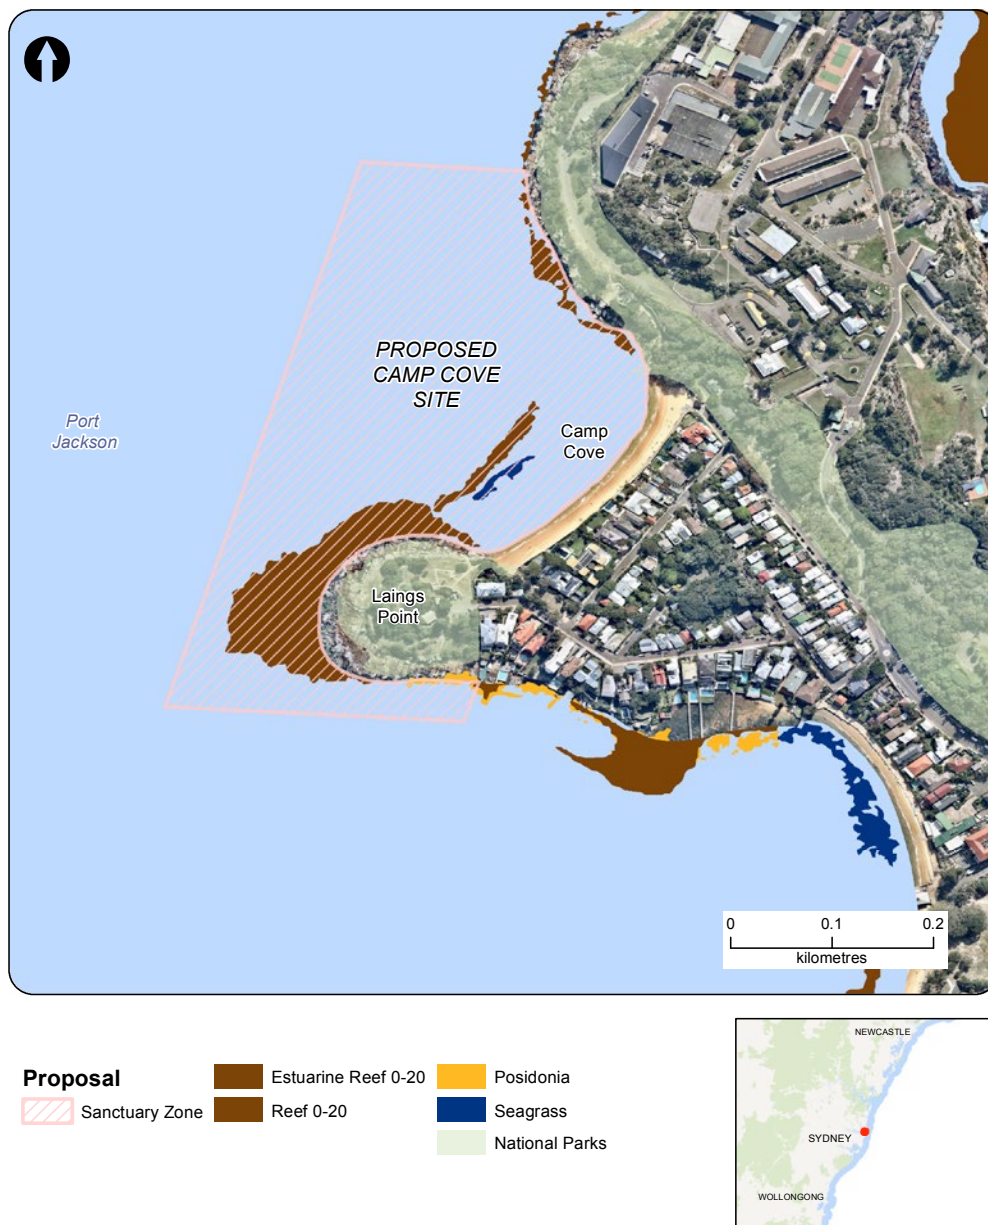 PROPOSED
CAMP COVE
SITE
Port
Jackson
Camp
Cove
Laings
Point
0 0.1 0.2
kilometres
Proposal
Sanctuary Zone
Estuarine Reef 0-20
Reef 0-20
Posidonia
Seagrass
National Parks
NEWCASTLE
SYDNEY
WOLLONGONG